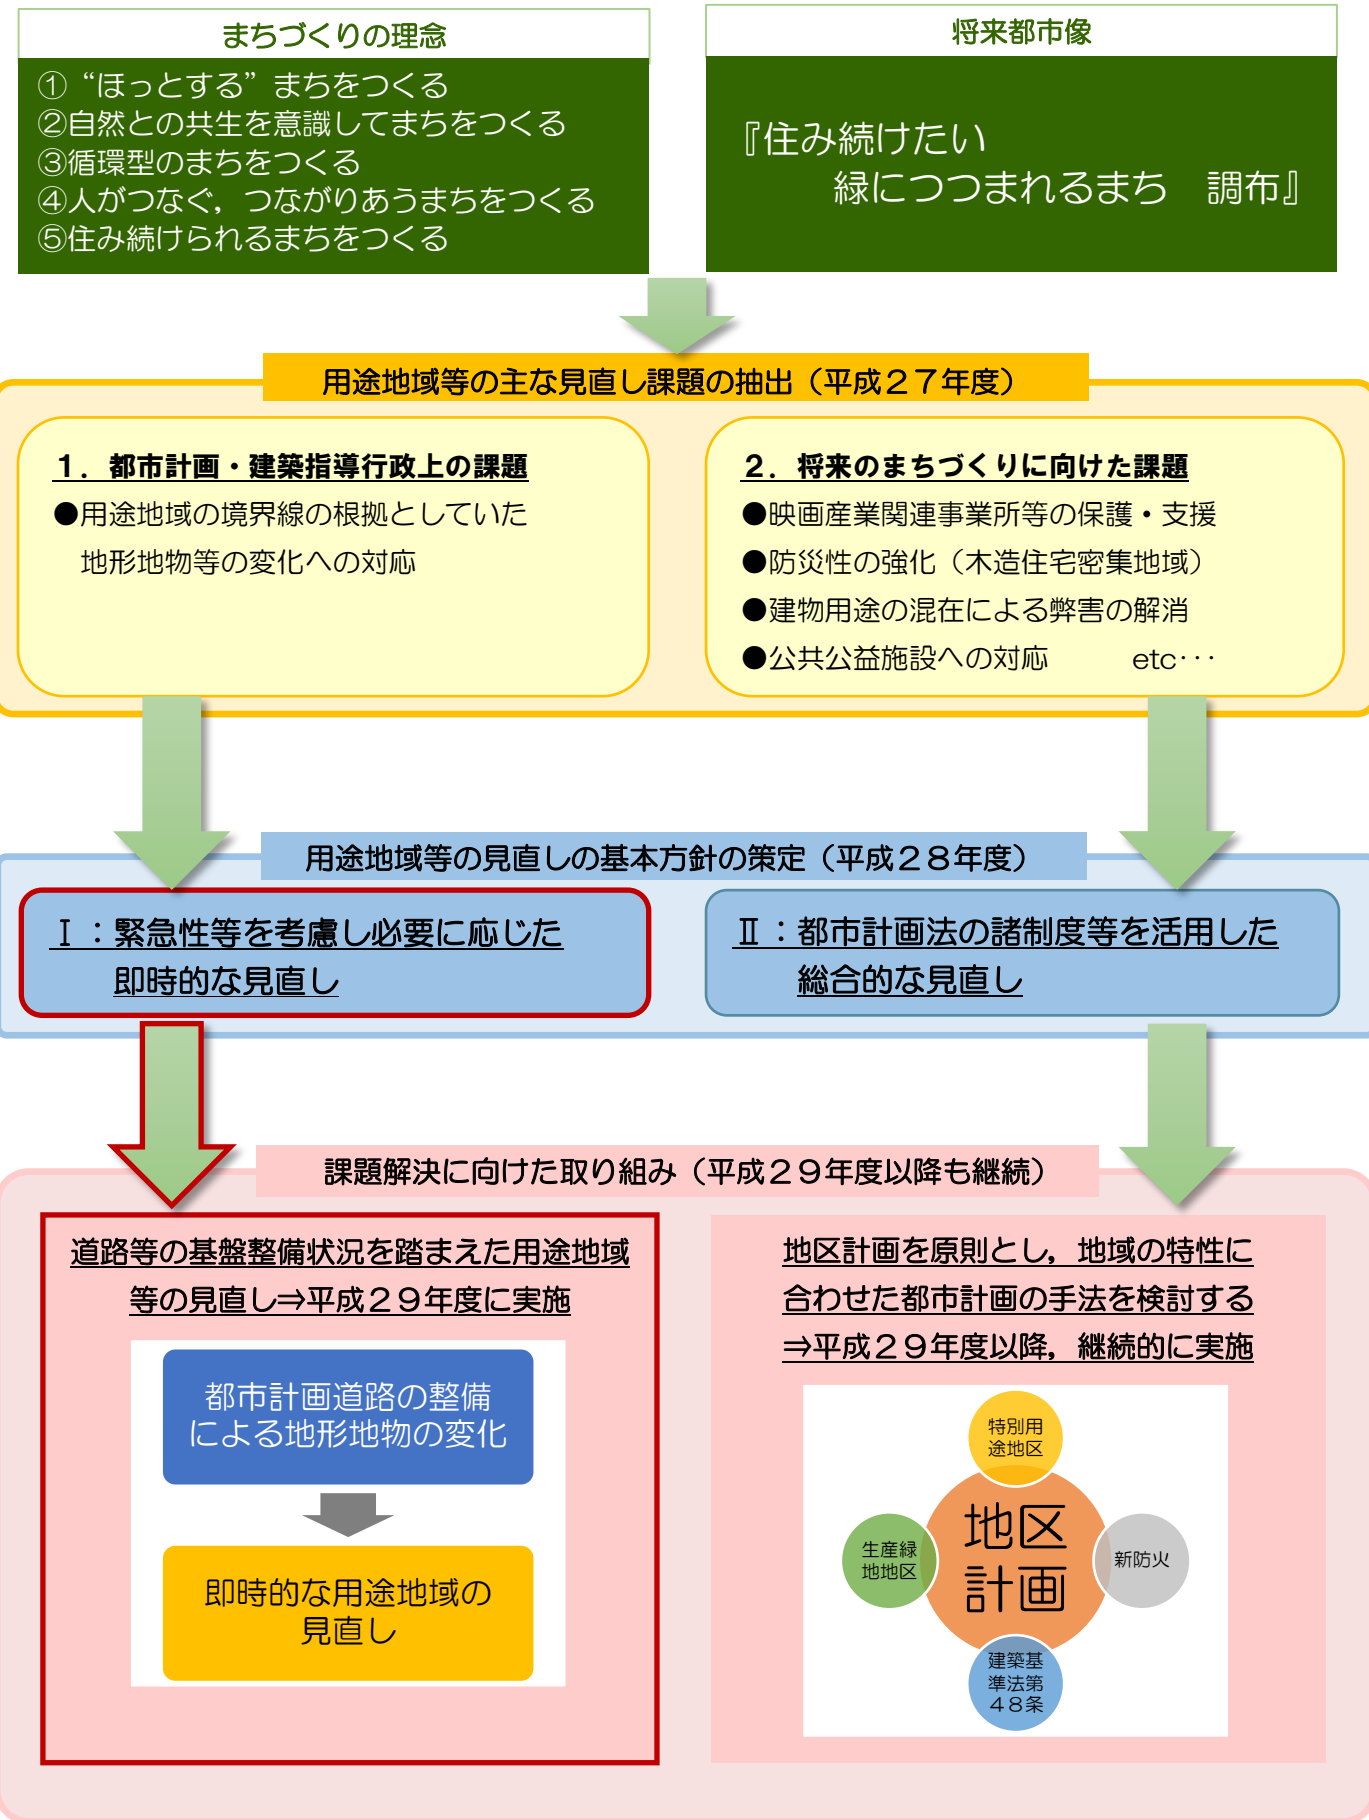 まちづくりの理念
①“ほっとする”まちをつくる
②自然との共生を意識してまちをつくる
③循環型のまちをつくる
④人がつなぐ，つながりあうまちをつくる
⑤住み続けられるまちをつくる
将来都市像
『住み続けたい
緑につつまれるまち　調布』
用途地域等の主な見直し課題の抽出（平成２７年度）
１．都市計画・建築指導行政上の課題
●用途地域の境界線の根拠としていた
地形地物等の変化への対応
２．将来のまちづくりに向けた課題
●映画産業関連事業所等の保護・支援
●防災性の強化（木造住宅密集地域）
●建物用途の混在による弊害の解消
●公共公益施設への対応　　　etc･･･
用途地域等の見直しの基本方針の策定（平成２８年度）
Ⅰ：緊急性等を考慮し必要に応じた
即時的な見直し
Ⅱ：都市計画法の諸制度等を活用した
総合的な見直し
課題解決に向けた取り組み（平成２９年度以降も継続）
道路等の基盤整備状況を踏まえた用途地域
等の見直し⇒平成２９年度に実施
都市計画道路の整備
による地形地物の変化
即時的な用途地域の
見直し
地区計画を原則とし，地域の特性に
合わせた都市計画の手法を検討する
⇒平成２９年度以降，継続的に実施
特別用
途地区
地区
計画
生産緑
地地区
新防火
建築基
準法第
４８条